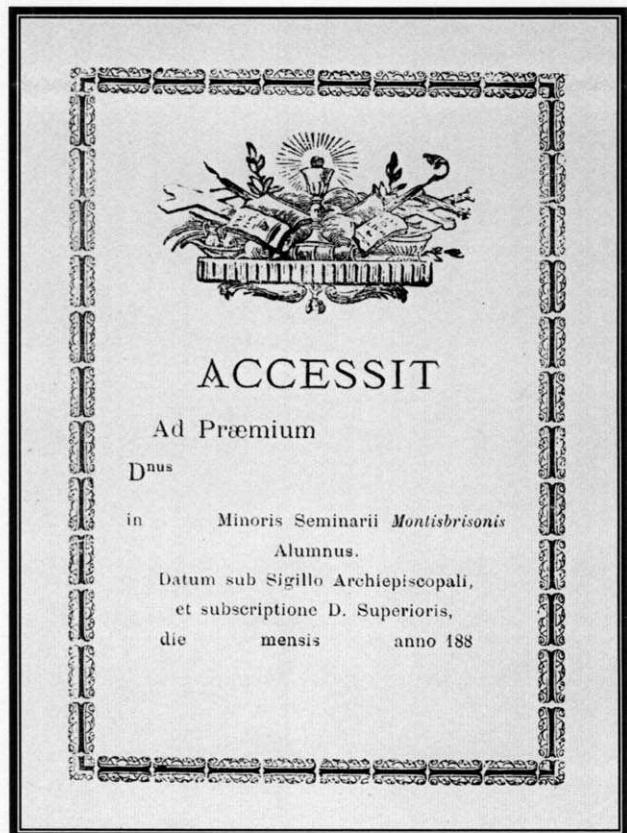 ACCESSIT
Ad Præmium
Dnus
in Minoris Seminarii Montisbrisonis
Alumnus.
Datum sub Sigillo Archiepiscopali,
et subscriptione D. Superioris,
die mensis anno 188